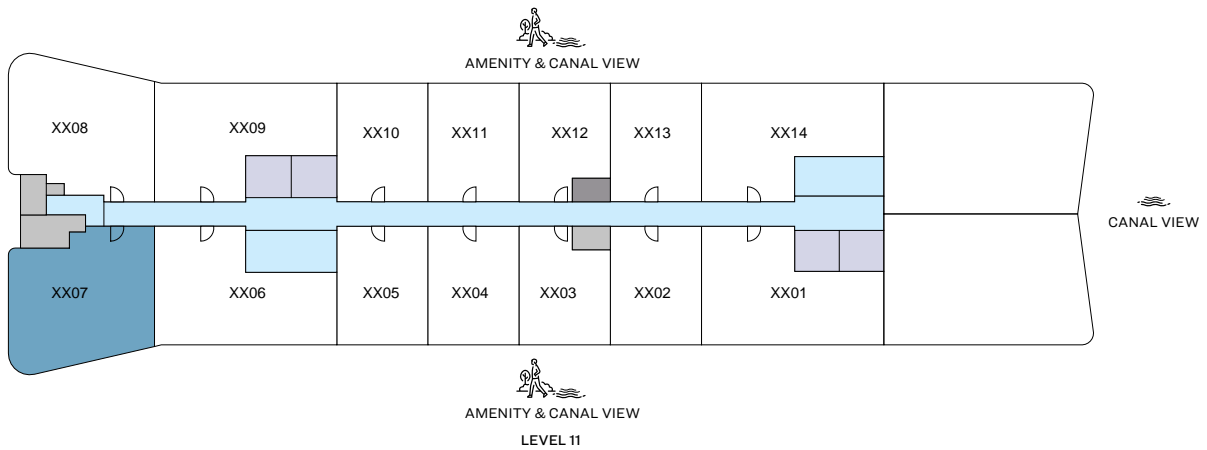 AMENITY & CANAL VIEW
XX08 XX09 XX10 XX11 XX12 XX13 XX14
CANAL VIEW
XX07 XX06 XX05 XX04 XX03 XX02 XX01
AMENITY & CANAL VIEW
LEVEL 11